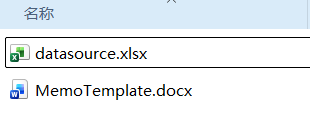 名称
datasource.xlsx
MemoTemplate.docx